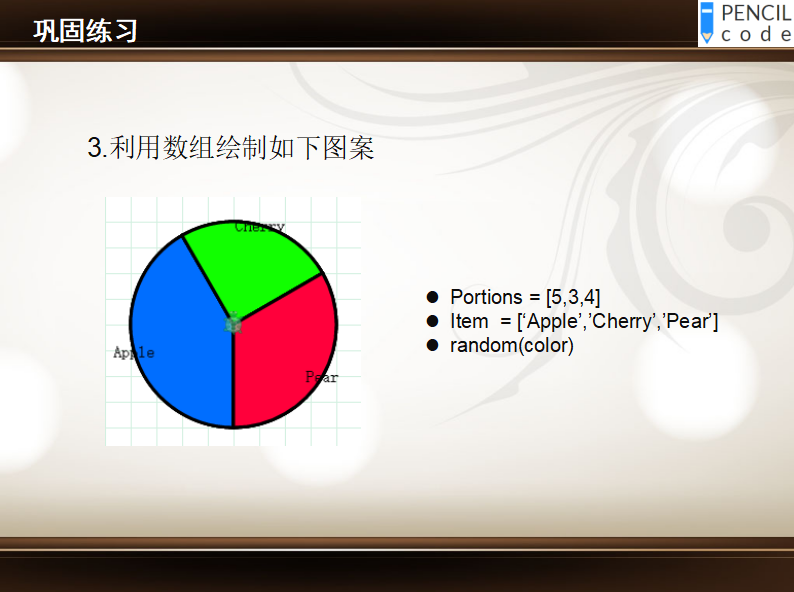 巩固练习
PENCIL
code
3.利用数组绘制如下图案
Cherry
Apple
Pear
Portions = [5,3,4]
Item = [‘Apple’,’Cherry’,’Pear’]
random(color)